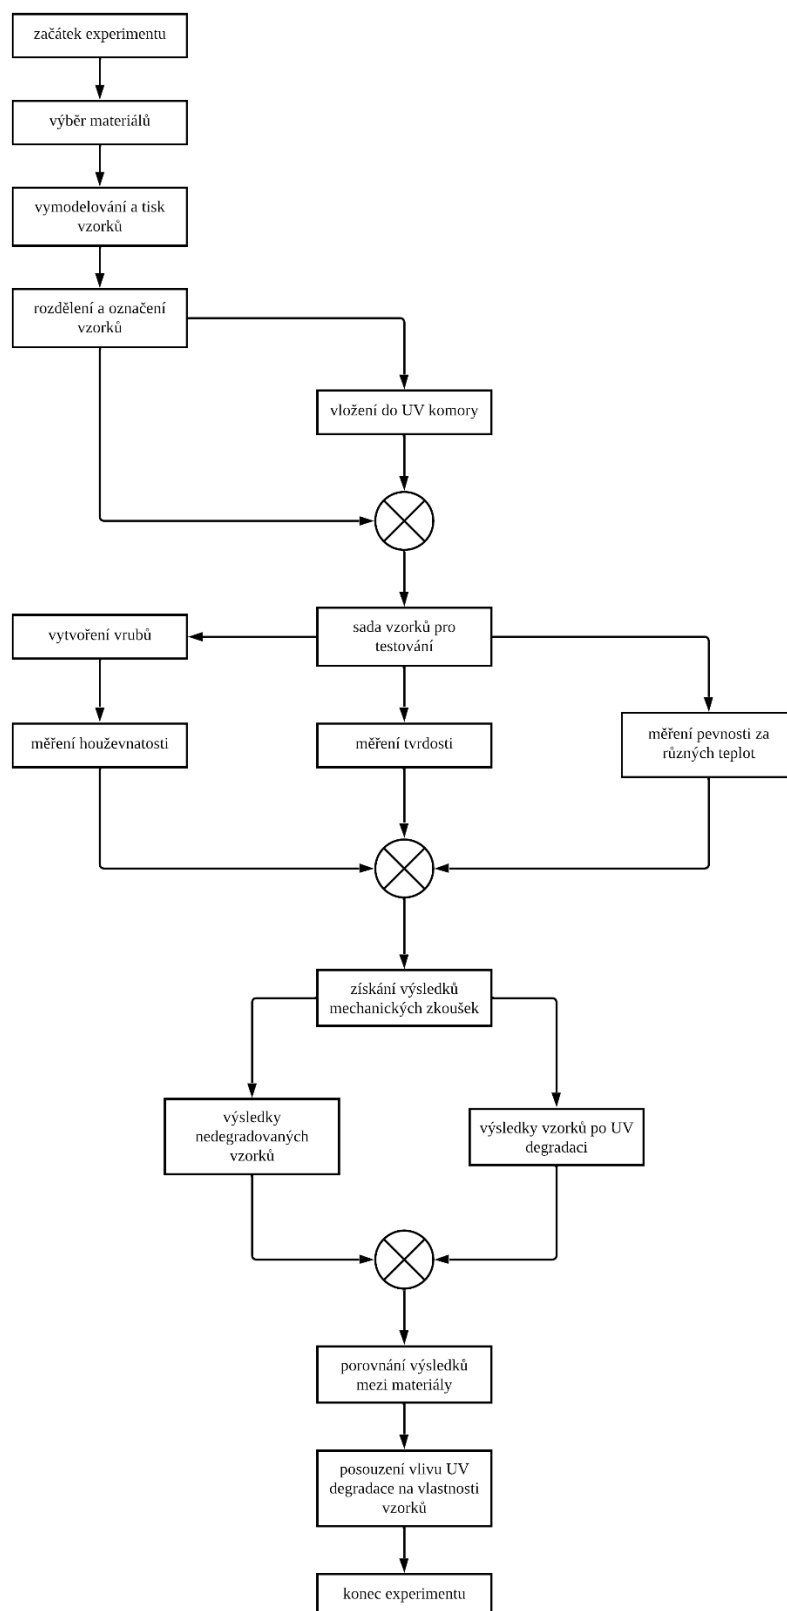 začátek experimentu
výběr materiálů
vymodelování a tisk
vzorků
rozdělení a označení
vzorků
vložení do UV komory
sada vzorků pro
testování
vytvoření vrubů
měření houževnatosti
měření tvrdosti
měření pevnosti za
různých teplot
získání výsledků
mechanických zkoušek
výsledky
nedegradovaných
vzorků
výsledky vzorků po UV
degradaci
porovnání výsledků
mezi materiály
posouzení vlivu UV
degradace na vlastnosti
vzorků
konec experimentu